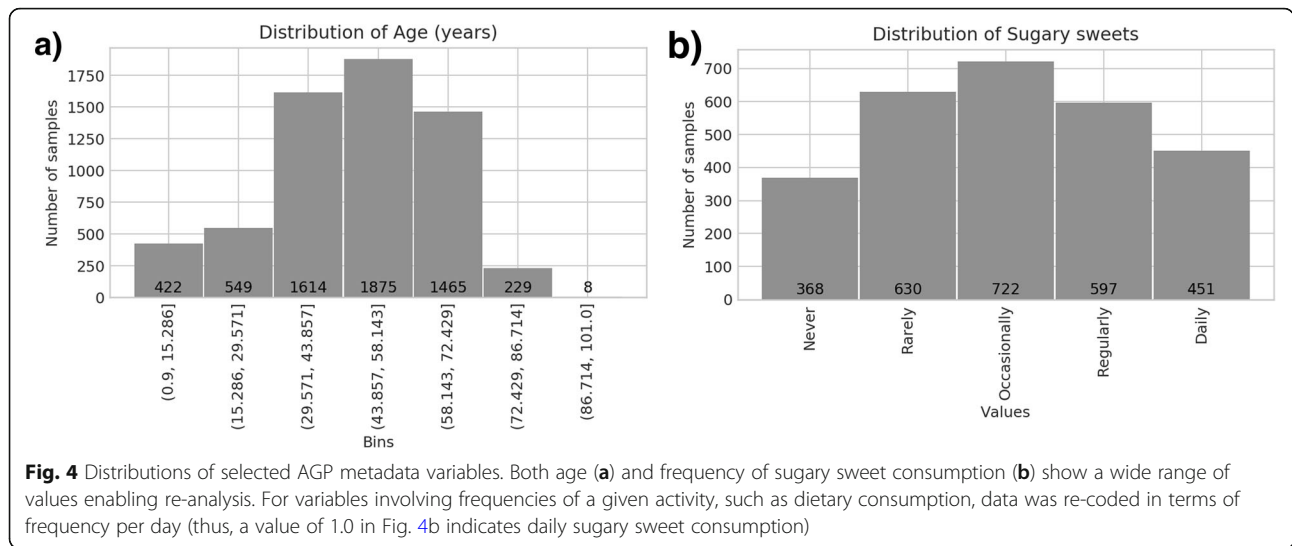 a)
Distribution of Age (years)
Number of samples
1750
1500
1250
1000
750
500
250
0
422 549 1614 1875 1465 229 8
(0.9, 15.286]
(15.286, 29.571]
(29.571, 43.857]
(43.857, 58.143]
(58.143, 72.429]
(72.429, 86.714]
(86.714, 101.0]
Bins
b)
Distribution of Sugary sweets
Number of samples
700
600
500
400
300
200
100
0
368 630 722 597 451
Never
Rarely
Occasionally
Regularly
Daily
Values
Fig. 4 Distributions of selected AGP metadata variables. Both age (a) and frequency of sugary sweet consumption (b) show a wide range of
values enabling re-analysis. For variables involving frequencies of a given activity, such as dietary consumption, data was re-coded in terms of
frequency per day (thus, a value of 1.0 in Fig. 4b indicates daily sugary sweet consumption)